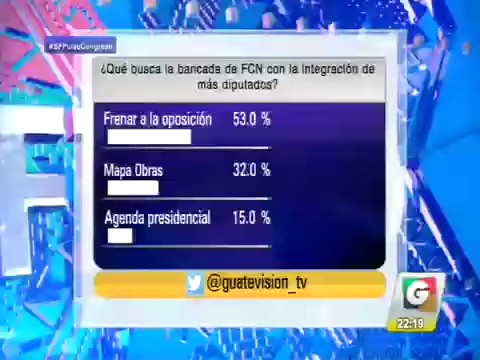 #SFPulsoCongreso
¿Qué busca la bancada de FCN con la integración de
más diputados?
Frenar a la oposición 53.0 %
Mapa Obras 32.0 %
Agenda presidencial 15.0 %
@guatevision_tv
G
22:19